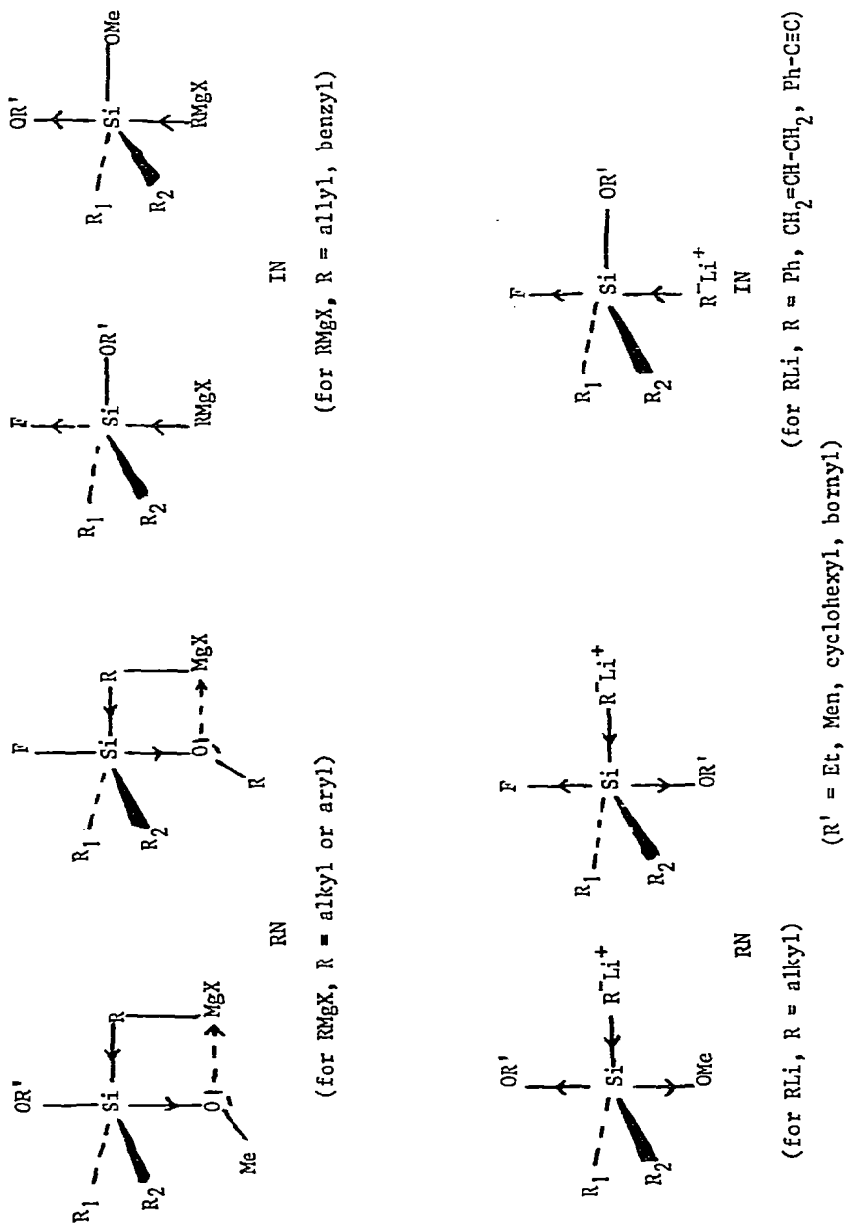 OR' F F OR'
R₁ R₁ R₁ R₁
Si R Si R Si OR' Si OMe
R₂ R₂ R₂ R₂
O MgX O MgX RMgX RMgX
Me R
RN IN
(for RMgX, R = alkyl or aryl) (for RMgX, R = allyl, benzyl)
OR' F F
R₁ R₁ R₁
Si R⁻Li⁺ Si R⁻Li⁺ Si OR'
R₂ R₂ R₂
OMe OR' R⁻Li⁺
RN IN
(for RLi, R = alkyl) (for RLi, R = Ph, CH₂=CH-CH₂, Ph-C≡C)
(R' = Et, Men, cyclohexyl, bornyl)